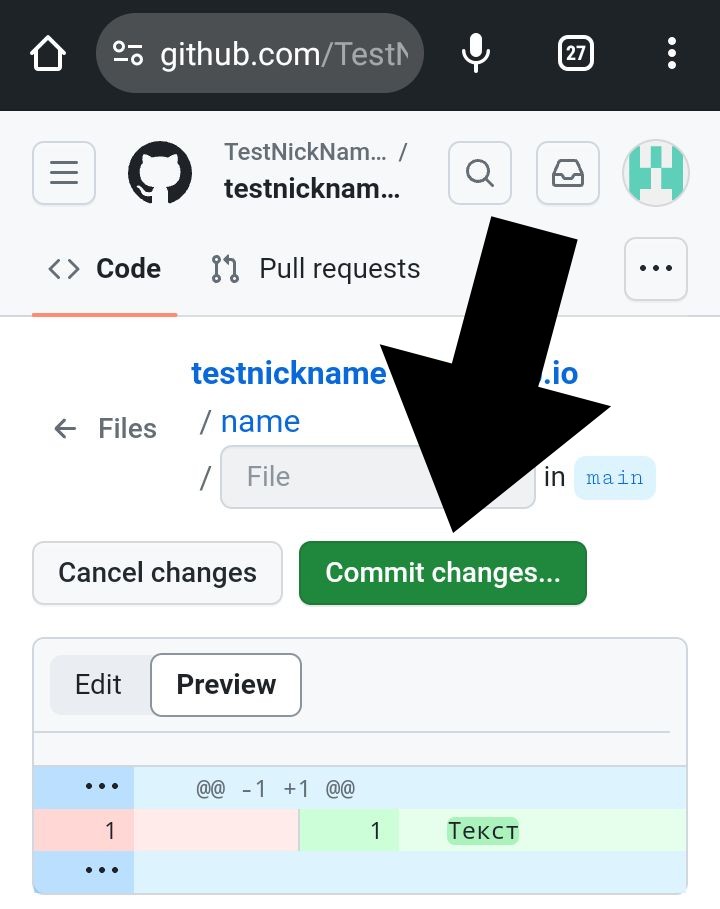 github.com/TestN
27
TestNickNam... /
testnicknam...
Code
Pull requests
testnickname .io
/ name
Files
/ File in main
Cancel changes
Commit changes...
Edit
Preview
@@ -1 +1 @@
1 1 Текст